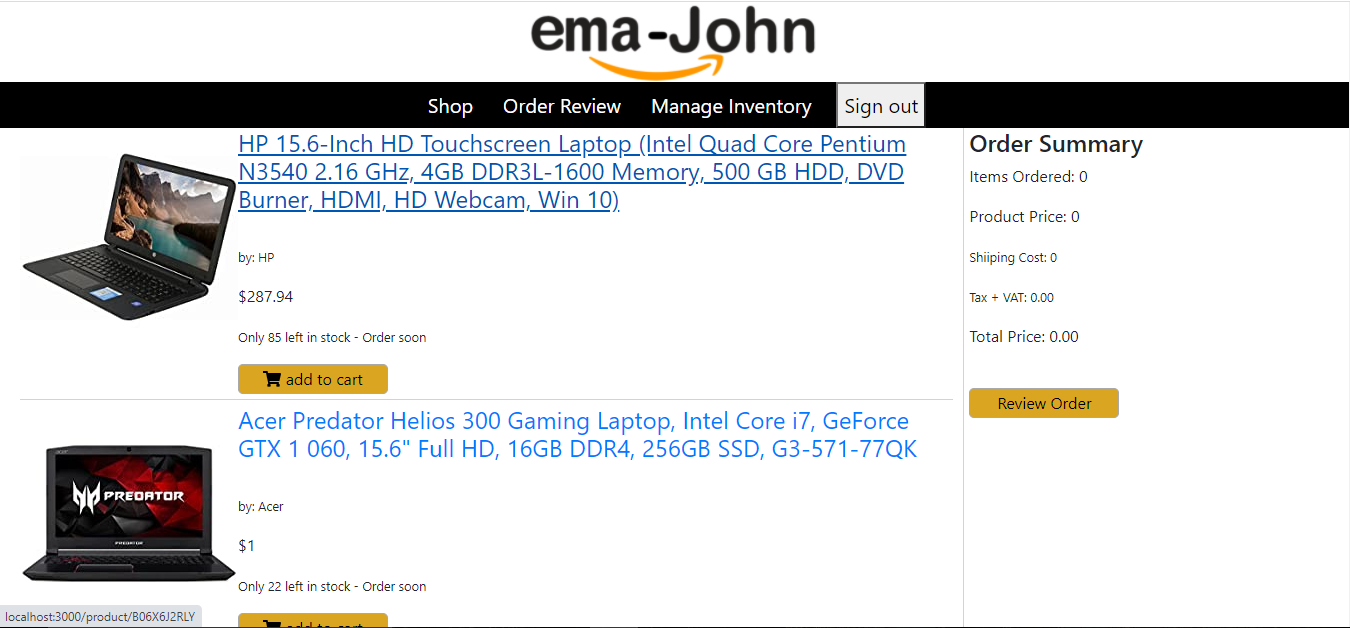 ema-John
Shop Order Review Manage Inventory Sign out
HP 15.6-Inch HD Touchscreen Laptop (Intel Quad Core Pentium
N3540 2.16 GHz, 4GB DDR3L-1600 Memory, 500 GB HDD, DVD
Burner, HDMI, HD Webcam, Win 10)
by: HP
$287.94
Only 85 left in stock - Order soon
add to cart
Acer Predator Helios 300 Gaming Laptop, Intel Core i7, GeForce
GTX 1 060, 15.6" Full HD, 16GB DDR4, 256GB SSD, G3-571-77QK
PREDATOR
PREDATOR
by: Acer
$1
Only 22 left in stock - Order soon
add to cart
Order Summary
Items Ordered: 0
Product Price: 0
Shiiping Cost: 0
Tax + VAT: 0.00
Total Price: 0.00
Review Order
localhost:3000/product/B06X6J2RLY